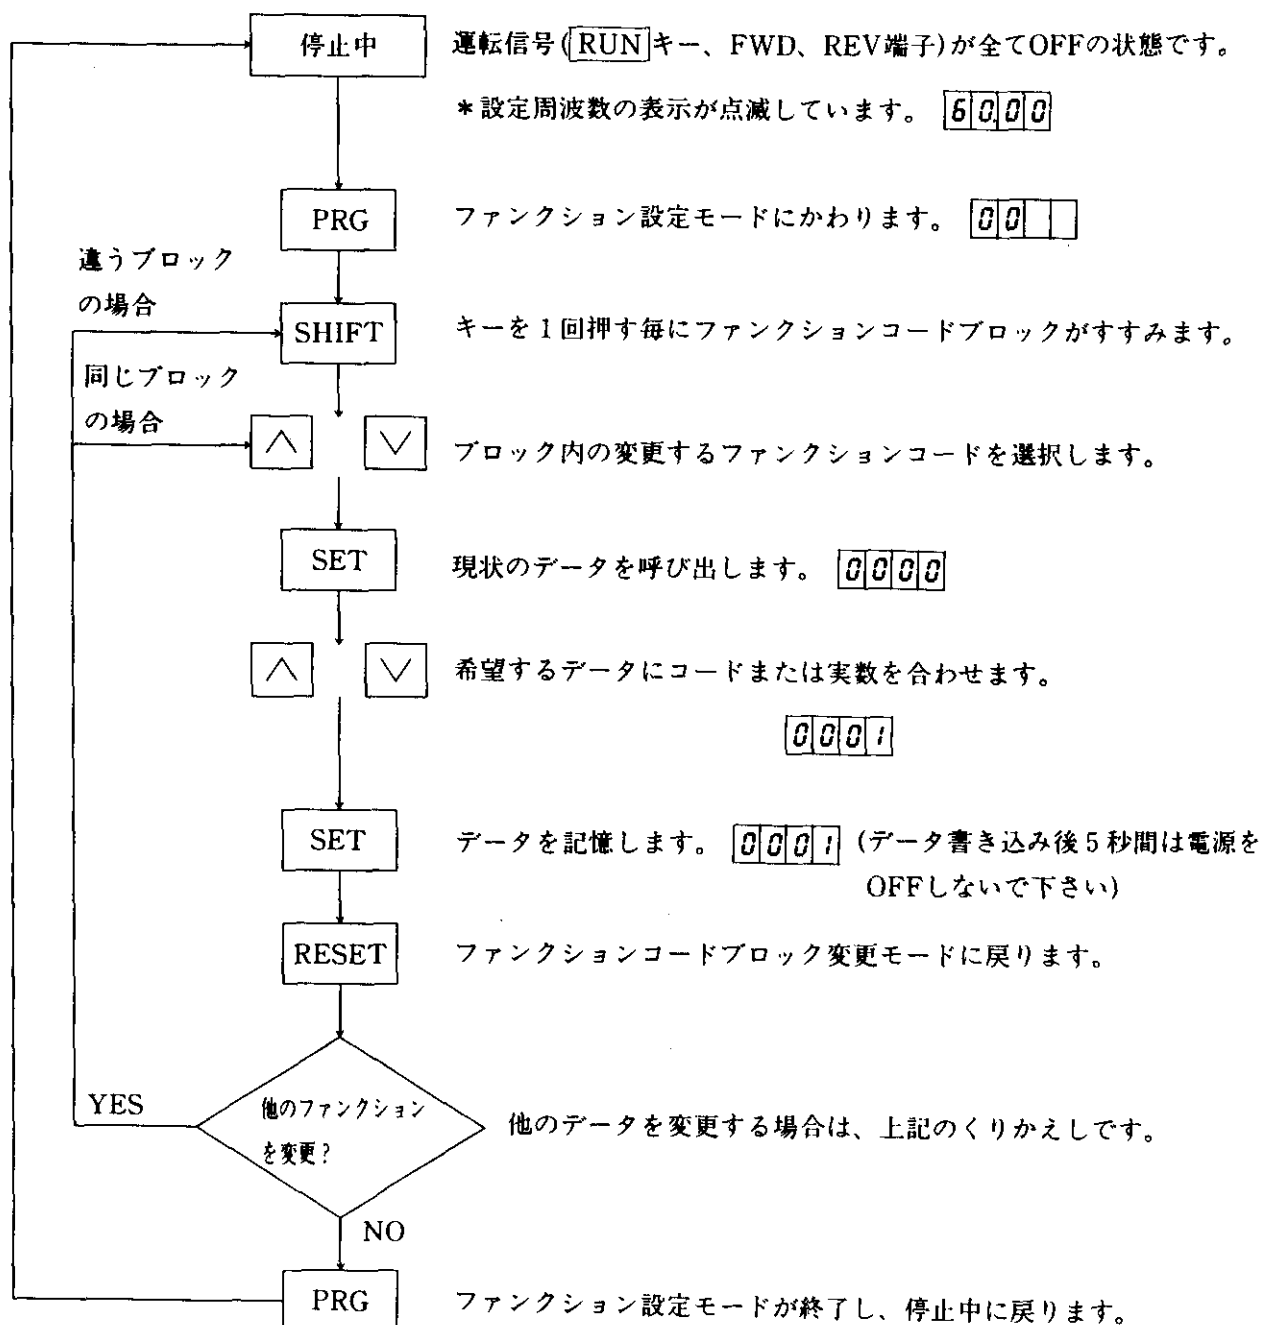 停止中 運転信号(RUNキー、FWD、REV端子)が全てOFFの状態です。
*設定周波数の表示が点滅しています。 60.00
PRG ファンクション設定モードにかわります。 00
違うブロック
の場合
SHIFT キーを1回押す毎にファンクションコードブロックがすすみます。
同じブロック
の場合
∧ ∨ ブロック内の変更するファンクションコードを選択します。
SET 現状のデータを呼び出します。 0000
∧ ∨ 希望するデータにコードまたは実数を合わせます。
0001
SET データを記憶します。 0001 (データ書き込み後5秒間は電源を
OFFしないで下さい)
RESET ファンクションコードブロック変更モードに戻ります。
YES
他のファンクション
を変更?
他のデータを変更する場合は、上記のくりかえしです。
NO
PRG ファンクション設定モードが終了し、停止中に戻ります。